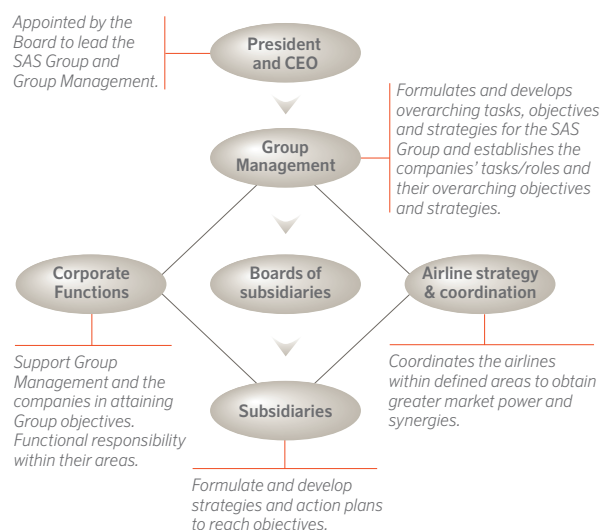 Appointed by the
Board to lead the
SAS Group and
Group Management.
President
and CEO
Formulates and develops
overarching tasks, objectives
and strategies for the SAS
Group and establishes the
companies' tasks/roles and
their overarching objectives
and strategies.
Group
Management
Corporate
Functions
Boards of
subsidiaries
Airline strategy
& coordination
Support Group
Management and the
companies in attaining
Group objectives.
Functional responsibility
within their areas.
Coordinates the airlines
within defined areas to obtain
greater market power and
synergies.
Subsidiaries
Formulate and develop
strategies and action plans
to reach objectives.